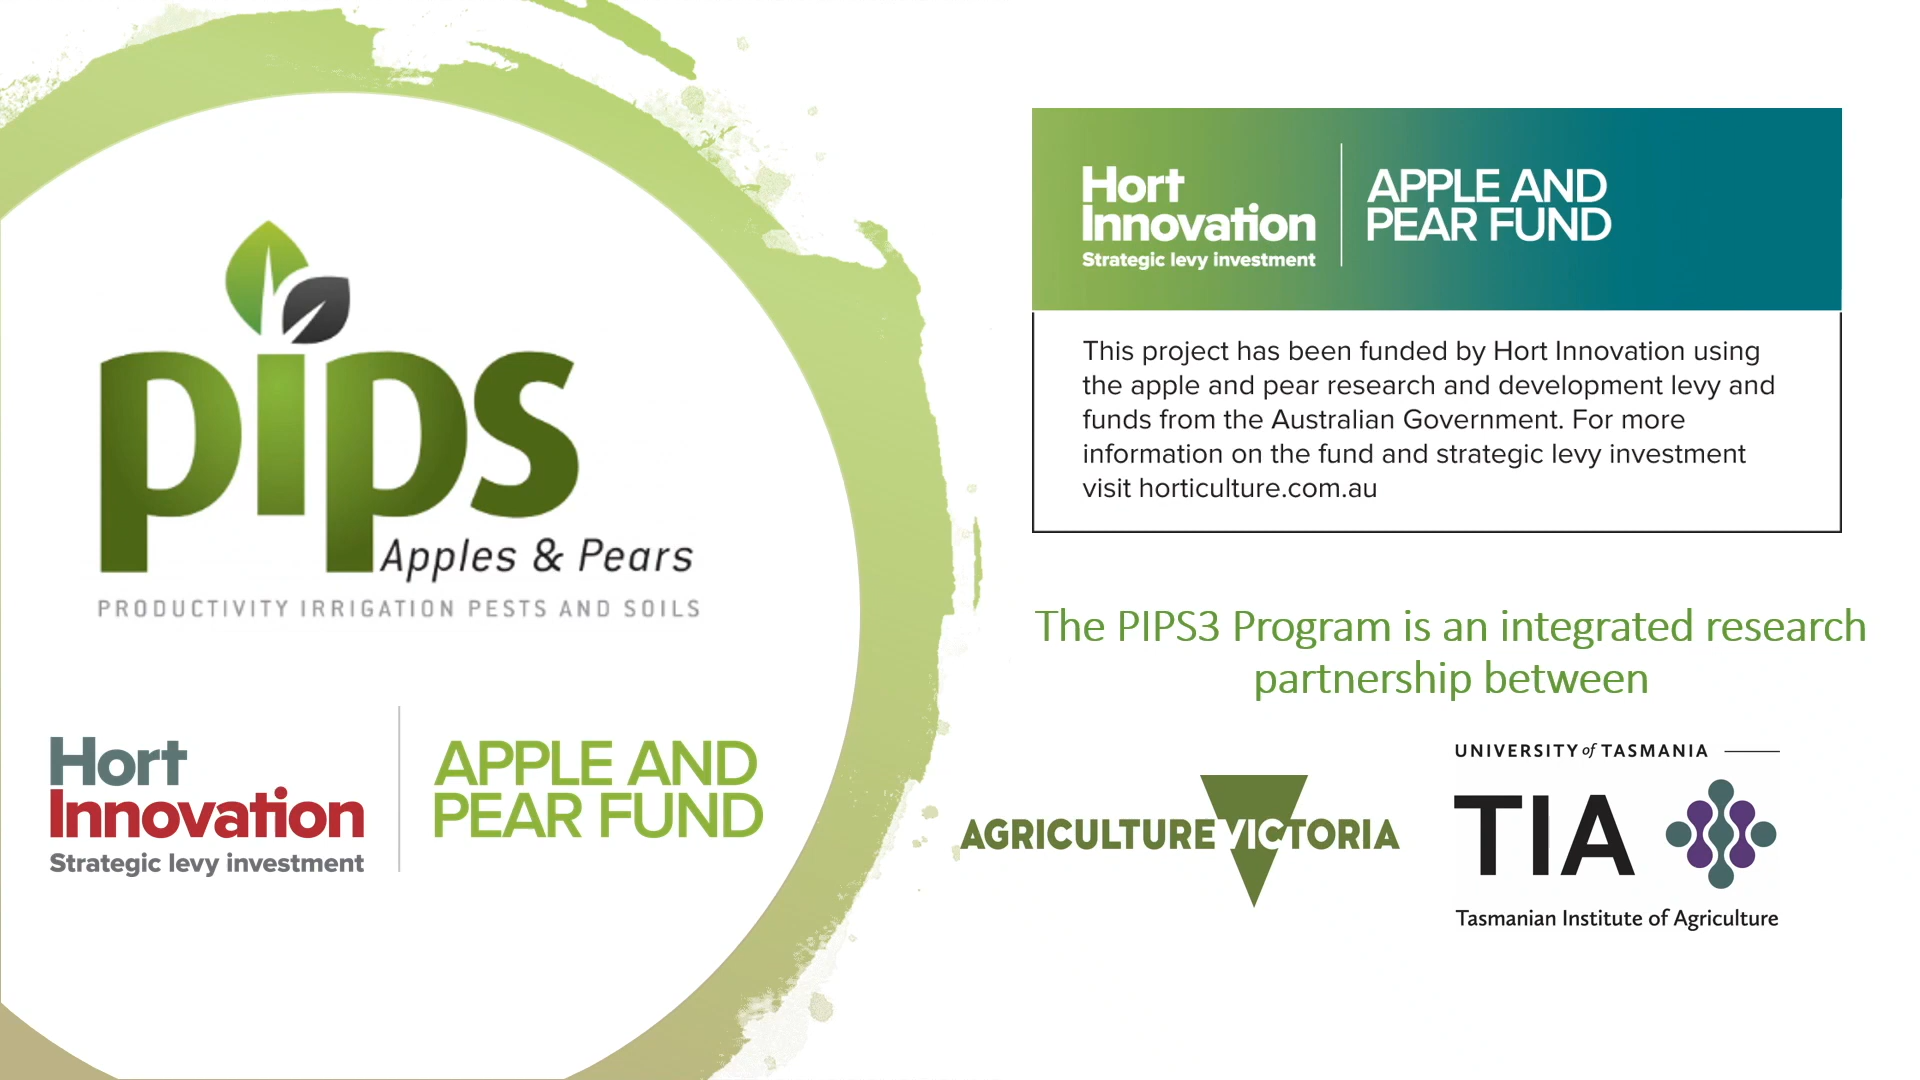 pips
Apples & Pears
PRODUCTIVITY IRRIGATION PESTS AND SOILS
Hort
Innovation
Strategic levy investment
APPLE AND
PEAR FUND
Hort
Innovation
Strategic levy investment
APPLE AND
PEAR FUND
This project has been funded by Hort Innovation using
the apple and pear research and development levy and
funds from the Australian Government. For more
information on the fund and strategic levy investment
visit horticulture.com.au
The PIPS3 Program is an integrated research
partnership between
AGRICULTURE VICTORIA
UNIVERSITY of TASMANIA
TIA
Tasmanian Institute of Agriculture